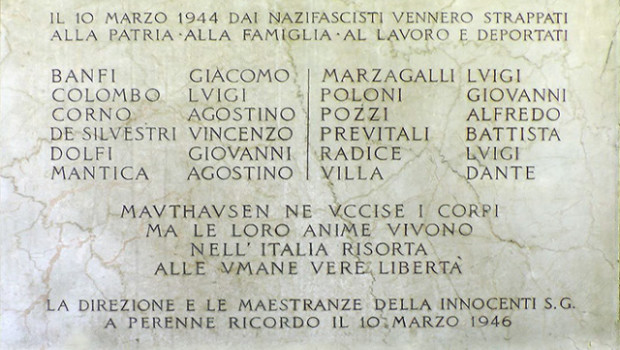 IL 10 MARZO 1944 DAI NAZIFASCISTI VENNERO STRAPPATI
ALLA PATRIA · ALLA FAMIGLIA · AL LAVORO E DEPORTATI
BANFI GIACOMO MARZAGALLI LVIGI
COLOMBO LVIGI POLONI GIOVANNI
CORNO AGOSTINO POZZI ALFREDO
DE SILVESTRI VINCENZO PREVITALI BATTISTA
DOLFI GIOVANNI RADICE LVIGI
MANTICA AGOSTINO VILLA DANTE
MAVTHAVSEN NE VCCISE I CORPI
MA LE LORO ANIME VIVONO
NELL'ITALIA RISORTA
ALLE VMANE VERE LIBERTÀ
LA DIREZIONE E LE MAESTRANZE DELLA INNOCENTI S.G.
A PERENNE RICORDO IL 10 MARZO 1946